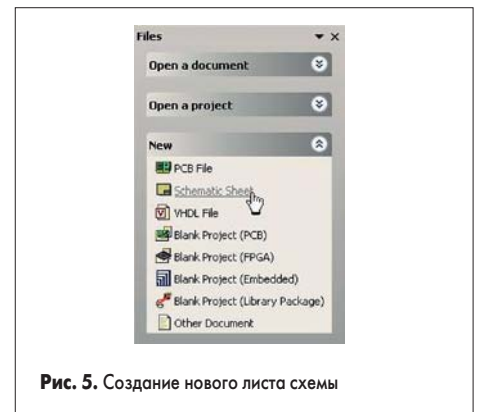 Files
Open a document
Open a project
New
PCB File
Schematic Sheet
VHDL File
Blank Project (PCB)
Blank Project (FPGA)
Blank Project (Embedded)
Blank Project (Library Package)
Other Document
Рис. 5. Создание нового листа схемы